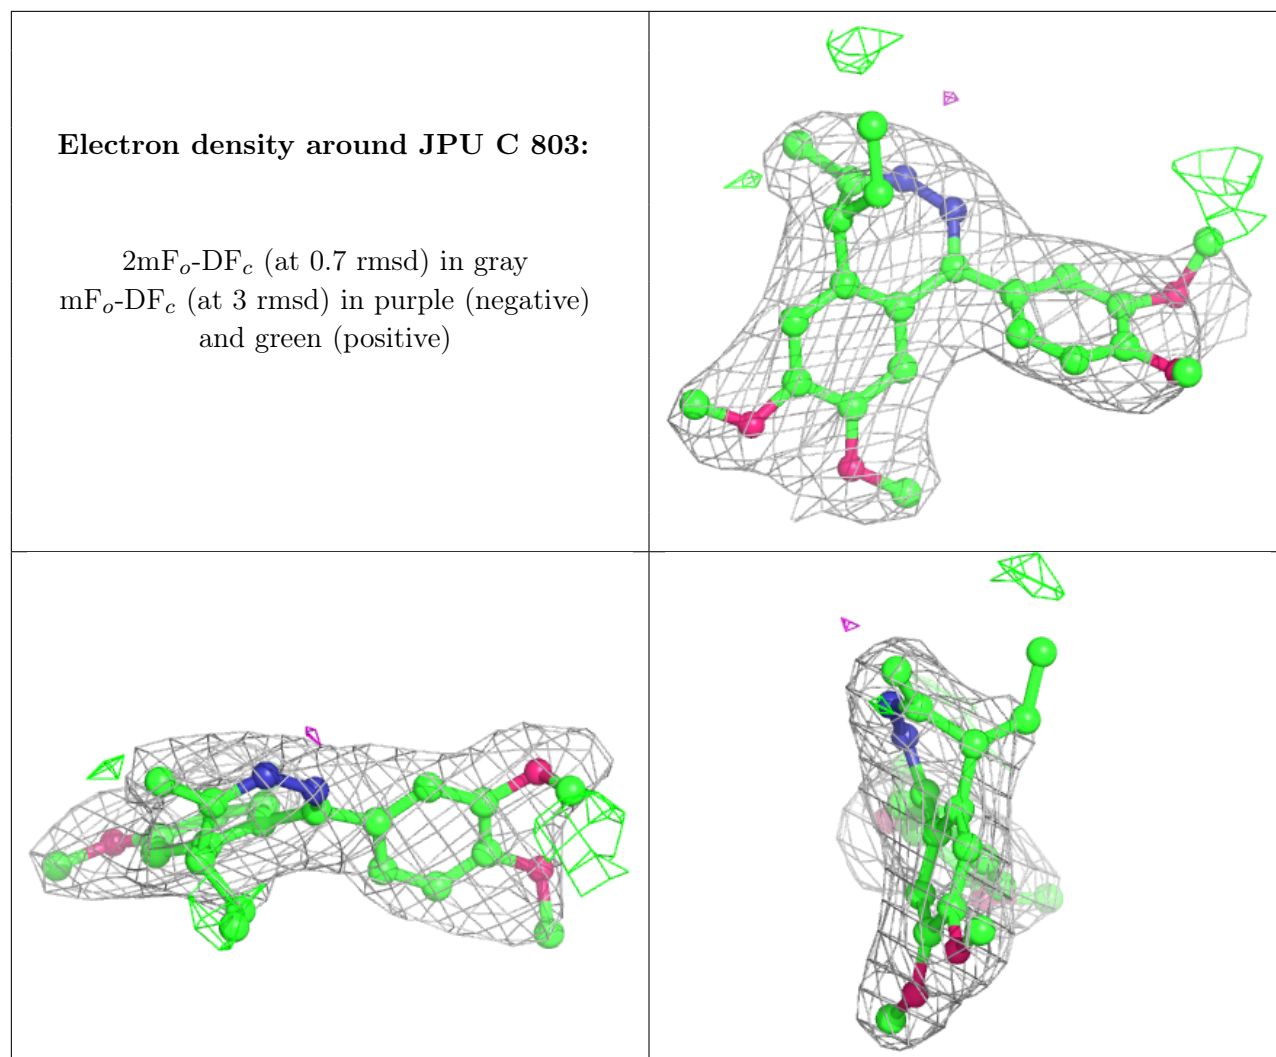 Electron density around JPU C 803:
2mFₒ-DF𝒸 (at 0.7 rmsd) in gray
mFₒ-DF𝒸 (at 3 rmsd) in purple (negative)
and green (positive)